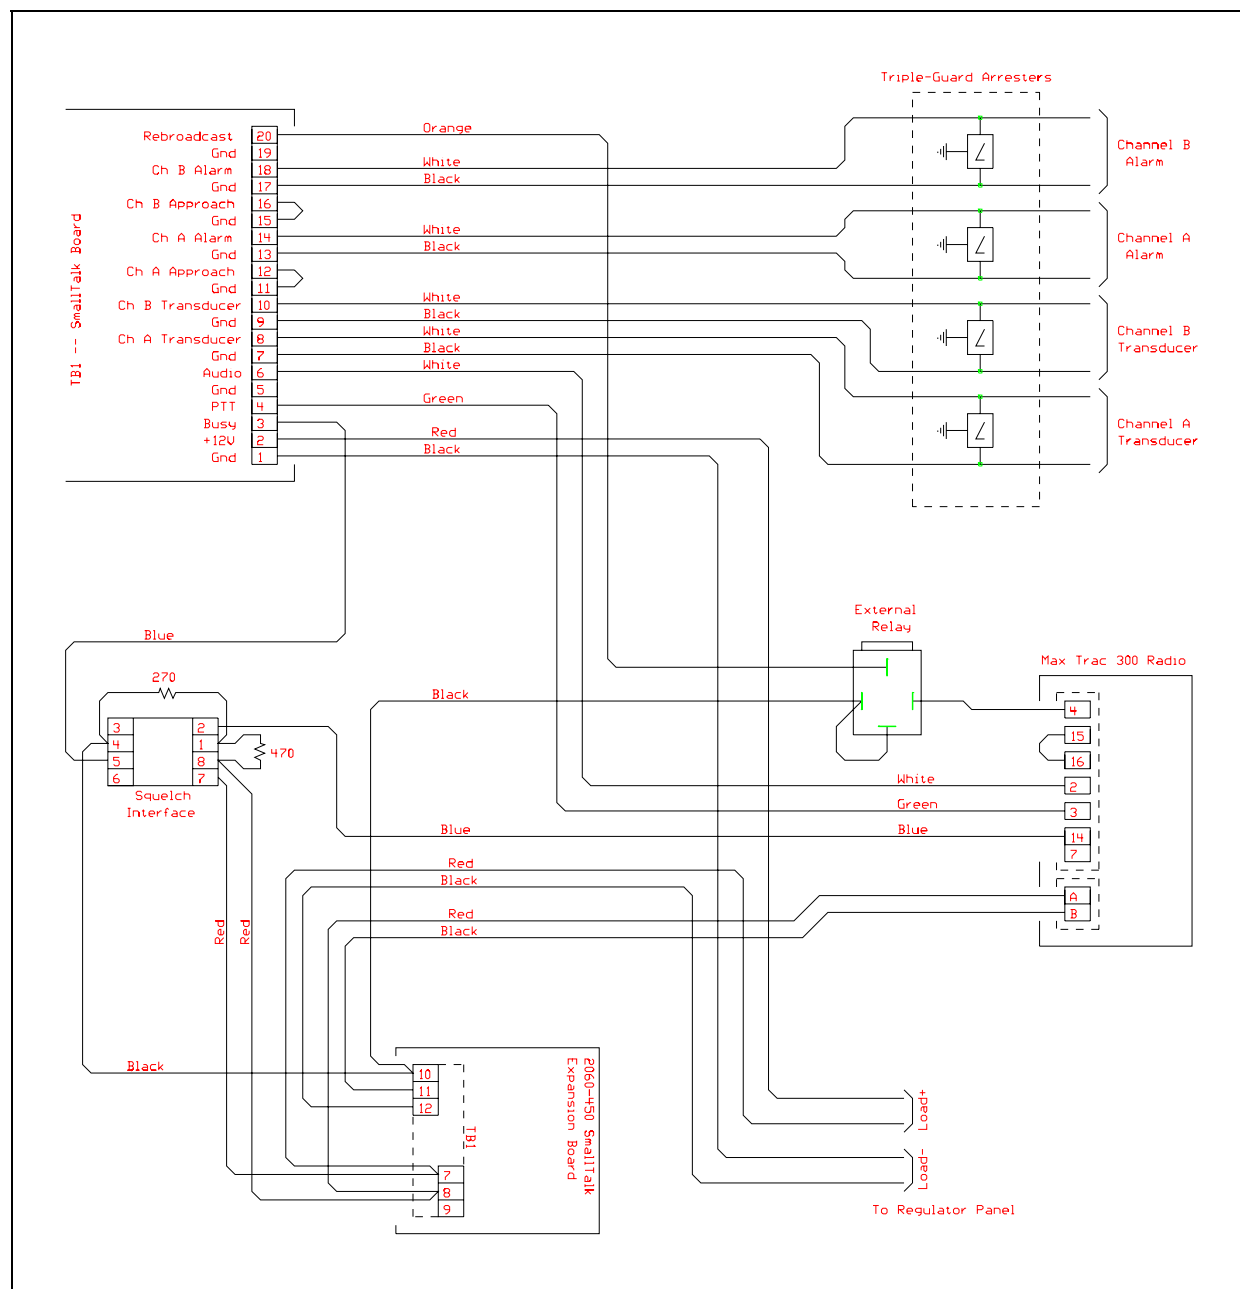 Triple-Guard Arresters
TB1 -- SmallTalk Board
Rebroadcast 20
Gnd 19
Ch B Alarm 18
Gnd 17
Ch B Approach 16
Gnd 15
Ch A Alarm 14
Gnd 13
Ch A Approach 12
Gnd 11
Ch B Transducer 10
Gnd 9
Ch A Transducer 8
Gnd 7
Audio 6
Gnd 5
PTT 4
Busy 3
+12V 2
Gnd 1
Orange
White
Black
White
Black
White
Black
White
Black
White
Green
Red
Black
Channel B
Alarm
Channel A
Alarm
Channel B
Transducer
Channel A
Transducer
Blue
270
3 2
4 1
5 8
6 7
470
Squelch
Interface
External
Relay
Max Trac 300 Radio
4
15
16
2
3
14
7
A
B
Black
White
Green
Blue Blue
Red
Black
Red
Black
Red
Red
Black
10
11
12
TB1
7
8
9
2060-450 SmallTalk
Expansion Board
Load+
Load-
To Regulator Panel